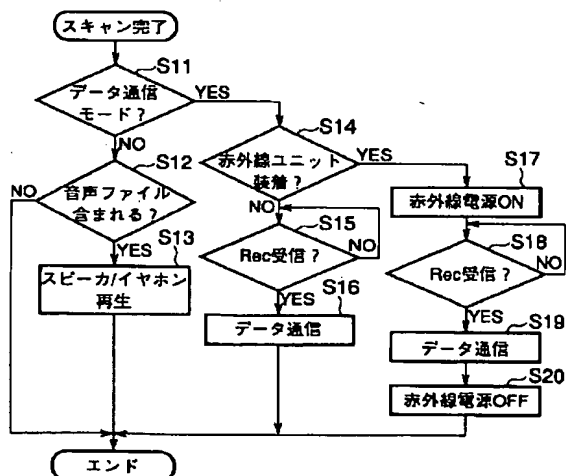 スキャン完了
S11
データ通信
モード?
YES
NO
S12
音声ファイル
含まれる?
NO
YES
S13
スピーカ/イヤホン
再生
S14
赤外線ユニット
装着?
YES
NO
S15
Rec受信?
NO
YES
S16
データ通信
S17
赤外線電源ON
S18
Rec受信?
NO
YES
S19
データ通信
S20
赤外線電源OFF
エンド